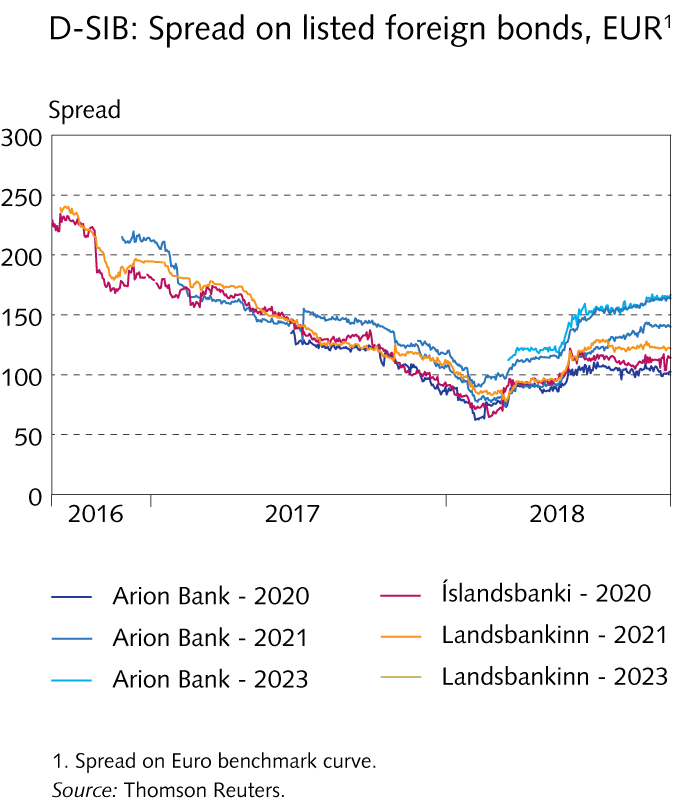 D-SIB: Spread on listed foreign bonds, EUR¹
Spread
300
250
200
150
100
50
0
2016 2017 2018
Arion Bank - 2020
Arion Bank - 2021
Arion Bank - 2023
Íslandsbanki - 2020
Landsbankinn - 2021
Landsbankinn - 2023
1. Spread on Euro benchmark curve.
Source: Thomson Reuters.